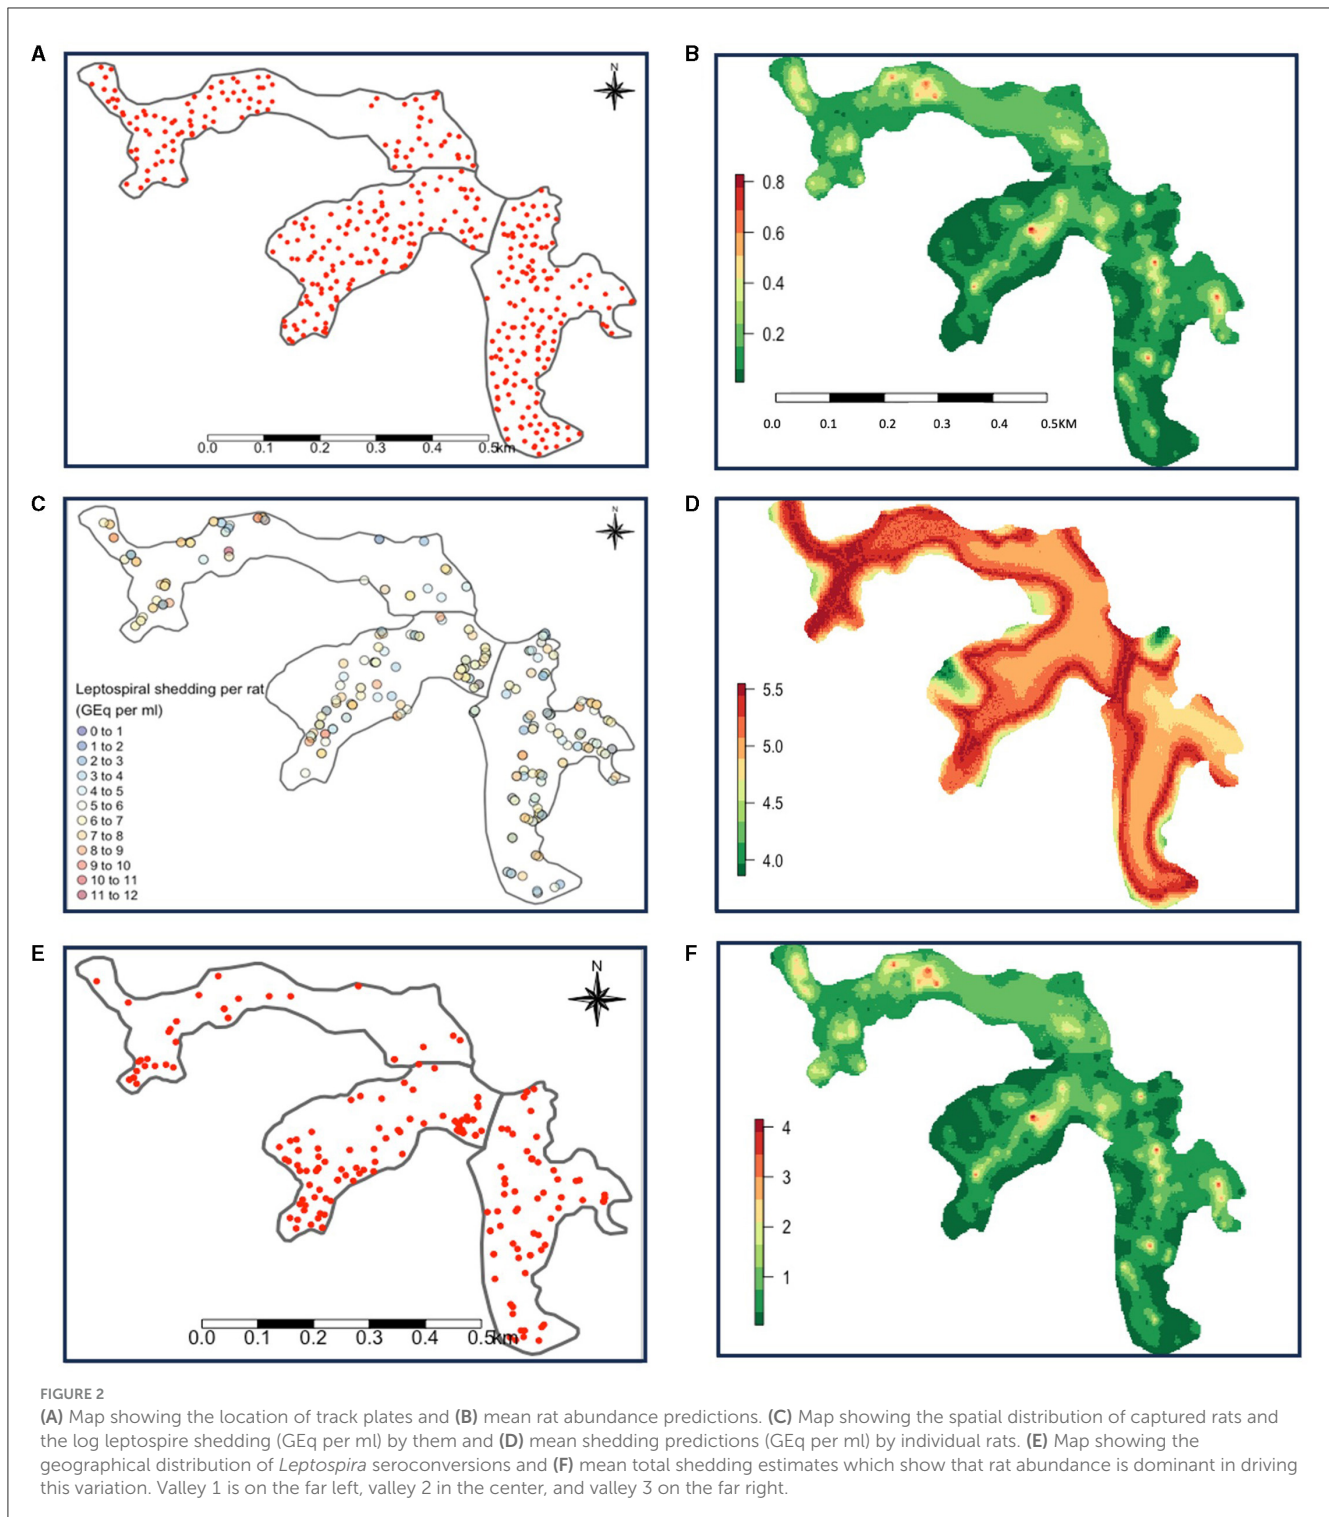 A
N
0.0 0.1 0.2 0.3 0.4 0.5km
B
0.8
0.6
0.4
0.2
0.0 0.1 0.2 0.3 0.4 0.5KM
C
N
Leptospiral shedding per rat
(GEq per ml)
0 to 1
1 to 2
2 to 3
3 to 4
4 to 5
5 to 6
6 to 7
7 to 8
8 to 9
9 to 10
10 to 11
11 to 12
D
5.5
5.0
4.5
4.0
E
N
0.0 0.1 0.2 0.3 0.4 0.5km
F
4
3
2
1
FIGURE 2
(A) Map showing the location of track plates and (B) mean rat abundance predictions. (C) Map showing the spatial distribution of captured rats and
the log leptospire shedding (GEq per ml) by them and (D) mean shedding predictions (GEq per ml) by individual rats. (E) Map showing the
geographical distribution of Leptospira seroconversions and (F) mean total shedding estimates which show that rat abundance is dominant in driving
this variation. Valley 1 is on the far left, valley 2 in the center, and valley 3 on the far right.